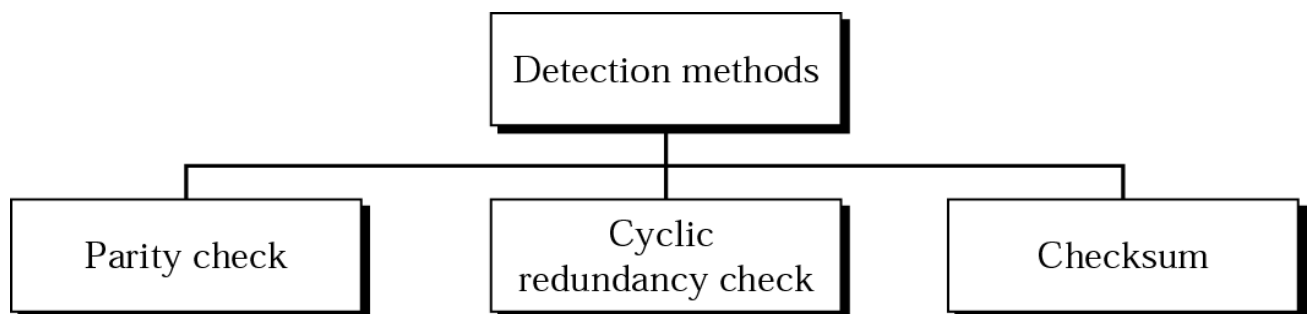 Detection methods
Parity check
Cyclic
redundancy check
Checksum